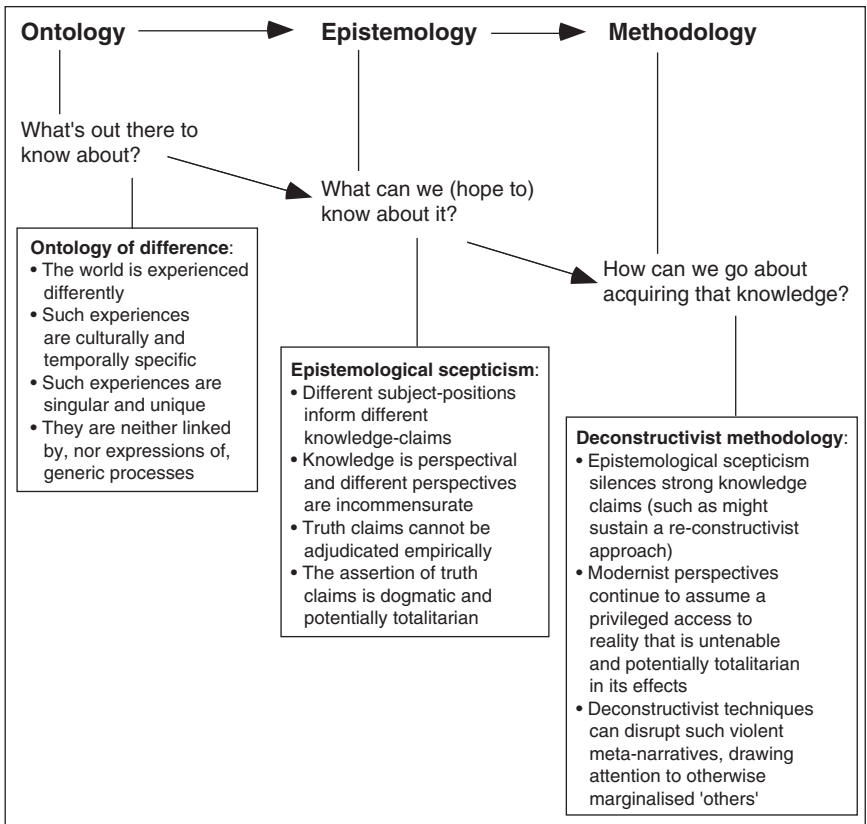 Ontology
Epistemology
Methodology
What's out there to
know about?
What can we (hope to)
know about it?
How can we go about
acquiring that knowledge?
Ontology of difference:
• The world is experienced
differently
• Such experiences
are culturally and
temporally specific
• Such experiences are
singular and unique
• They are neither linked
by, nor expressions of,
generic processes
Epistemological scepticism:
• Different subject-positions
inform different
knowledge-claims
• Knowledge is perspectival
and different perspectives
are incommensurate
• Truth claims cannot be
adjudicated empirically
• The assertion of truth
claims is dogmatic and
potentially totalitarian
Deconstructivist methodology:
• Epistemological scepticism
silences strong knowledge
claims (such as might
sustain a re-constructivist
approach)
• Modernist perspectives
continue to assume a
privileged access to
reality that is untenable
and potentially totalitarian
in its effects
• Deconstructivist techniques
can disrupt such violent
meta-narratives, drawing
attention to otherwise
marginalised 'others'